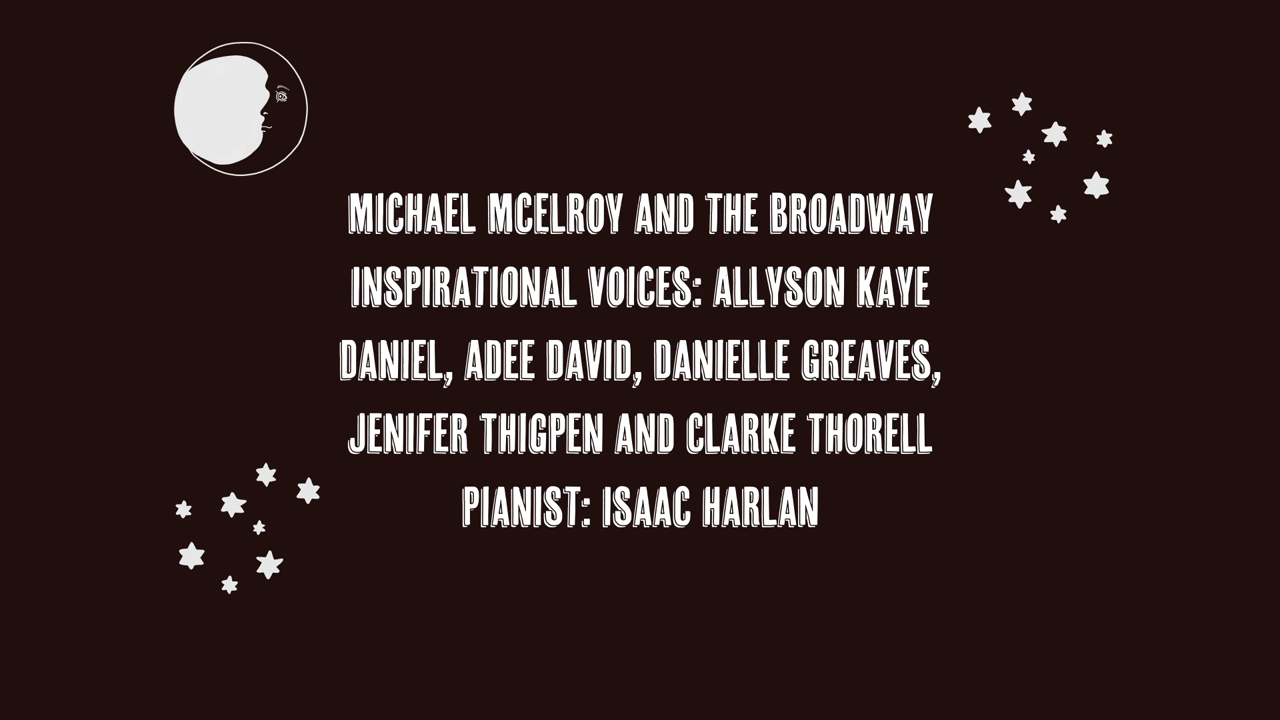 MICHAEL MCELROY AND THE BROADWAY
INSPIRATIONAL VOICES: ALLYSON KAYE
DANIEL, ADEE DAVID, DANIELLE GREAVES,
JENIFER THIGPEN AND CLARKE THORELL
PIANIST: ISAAC HARLAN